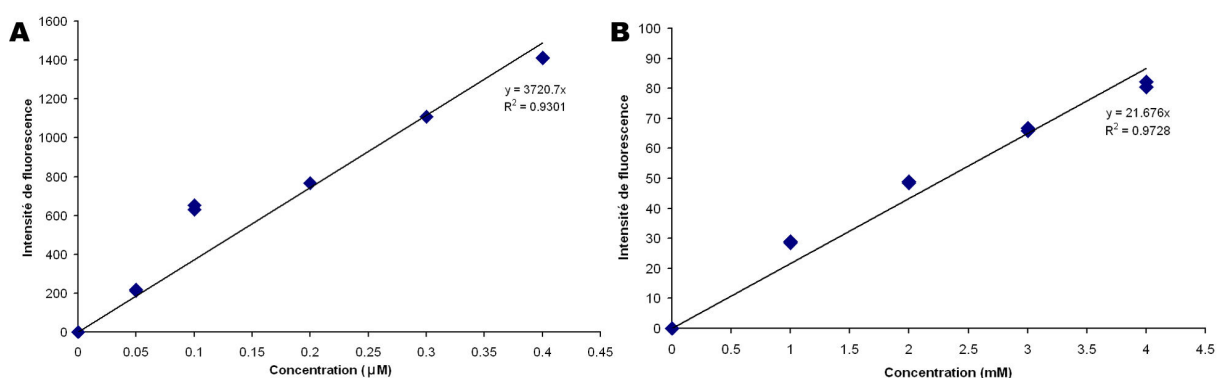 A
Intensité de fluorescence
1600
1400
1200
1000
800
600
400
200
0
y = 3720.7x
R² = 0.9301
0 0.05 0.1 0.15 0.2 0.25 0.3 0.35 0.4 0.45
Concentration (µM)
B
Intensité de fluorescence
100
90
80
70
60
50
40
30
20
10
0
y = 21.676x
R² = 0.9728
0 0.5 1 1.5 2 2.5 3 3.5 4 4.5
Concentration (mM)